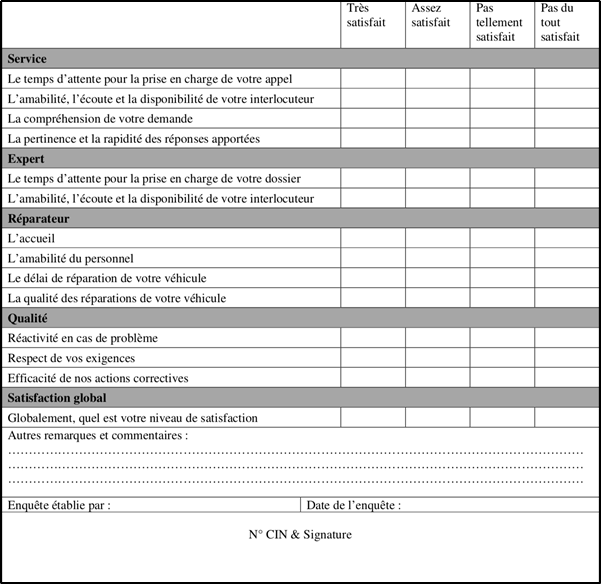 Très satisfait Assez satisfait Pas tellement satisfait Pas du tout satisfait
Service
Le temps d’attente pour la prise en charge de votre appel
L’amabilité, l’écoute et la disponibilité de votre interlocuteur
La compréhension de votre demande
La pertinence et la rapidité des réponses apportées
Expert
Le temps d’attente pour la prise en charge de votre dossier
L’amabilité, l’écoute et la disponibilité de votre interlocuteur
Réparateur
L’accueil
L’amabilité du personnel
Le délai de réparation de votre véhicule
La qualité des réparations de votre véhicule
Qualité
Réactivité en cas de problème
Respect de vos exigences
Efficacité de nos actions correctives
Satisfaction global
Globalement, quel est votre niveau de satisfaction
Autres remarques et commentaires :
Enquête établie par : Date de l’enquête :
N° CIN & Signature